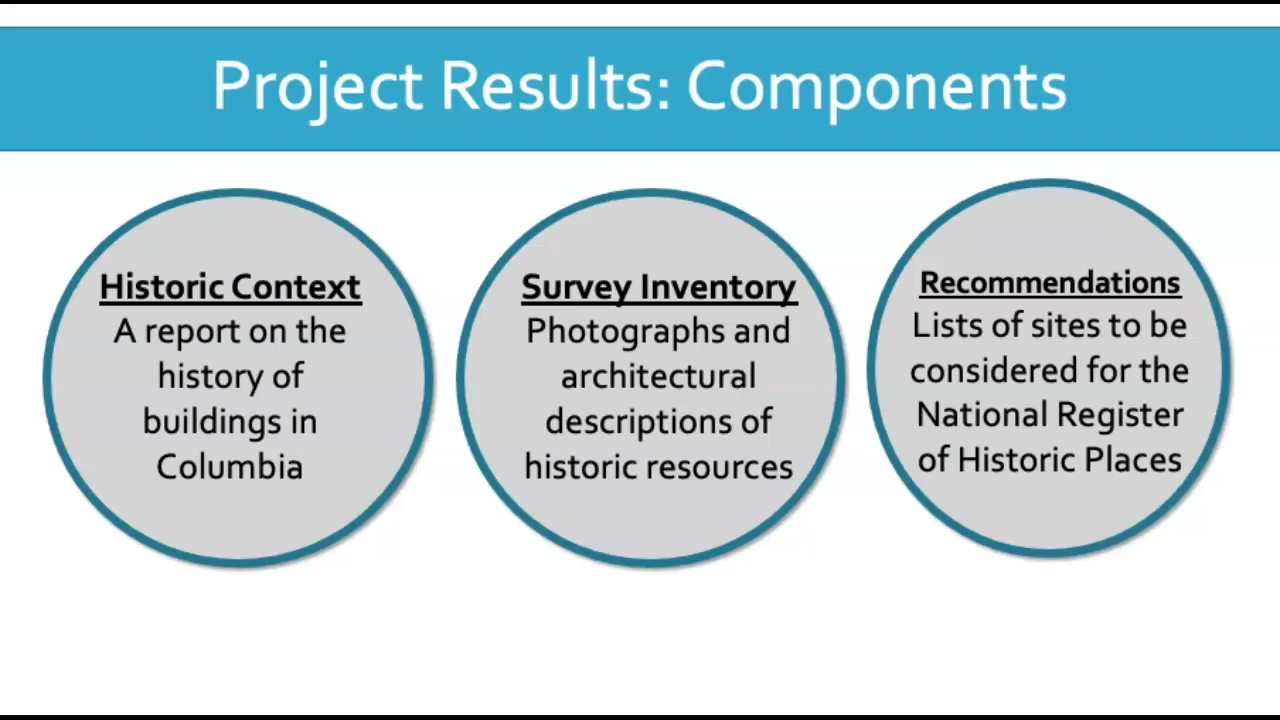 Project Results: Components
Historic Context
A report on the
history of
buildings in
Columbia
Survey Inventory
Photographs and
architectural
descriptions of
historic resources
Recommendations
Lists of sites to be
considered for the
National Register
of Historic Places